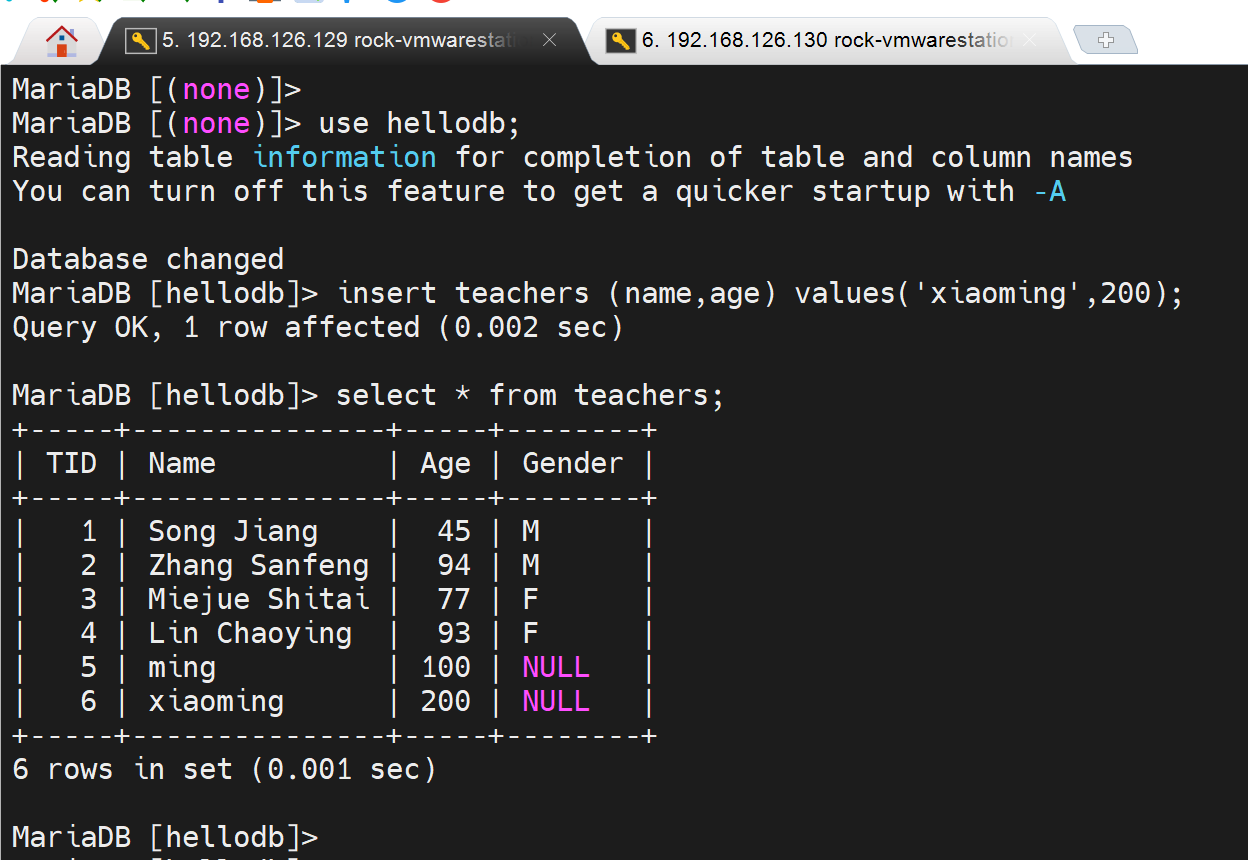 5. 192.168.126.129 rock-vmwarestati
6. 192.168.126.130 rock-vmwarestatio
MariaDB [(none)]>
MariaDB [(none)]> use hellodb;
Reading table information for completion of table and column names
You can turn off this feature to get a quicker startup with -A
Database changed
MariaDB [hellodb]> insert teachers (name,age) values('xiaoming',200);
Query OK, 1 row affected (0.002 sec)
MariaDB [hellodb]> select * from teachers;
+-----+---------------+-----+--------+
| TID | Name          | Age | Gender |
+-----+---------------+-----+--------+
|   1 | Song Jiang    |  45 | M      |
|   2 | Zhang Sanfeng |  94 | M      |
|   3 | Miejue Shitai |  77 | F      |
|   4 | Lin Chaoying  |  93 | F      |
|   5 | ming          | 100 | NULL   |
|   6 | xiaoming      | 200 | NULL   |
+-----+---------------+-----+--------+
6 rows in set (0.001 sec)
MariaDB [hellodb]>